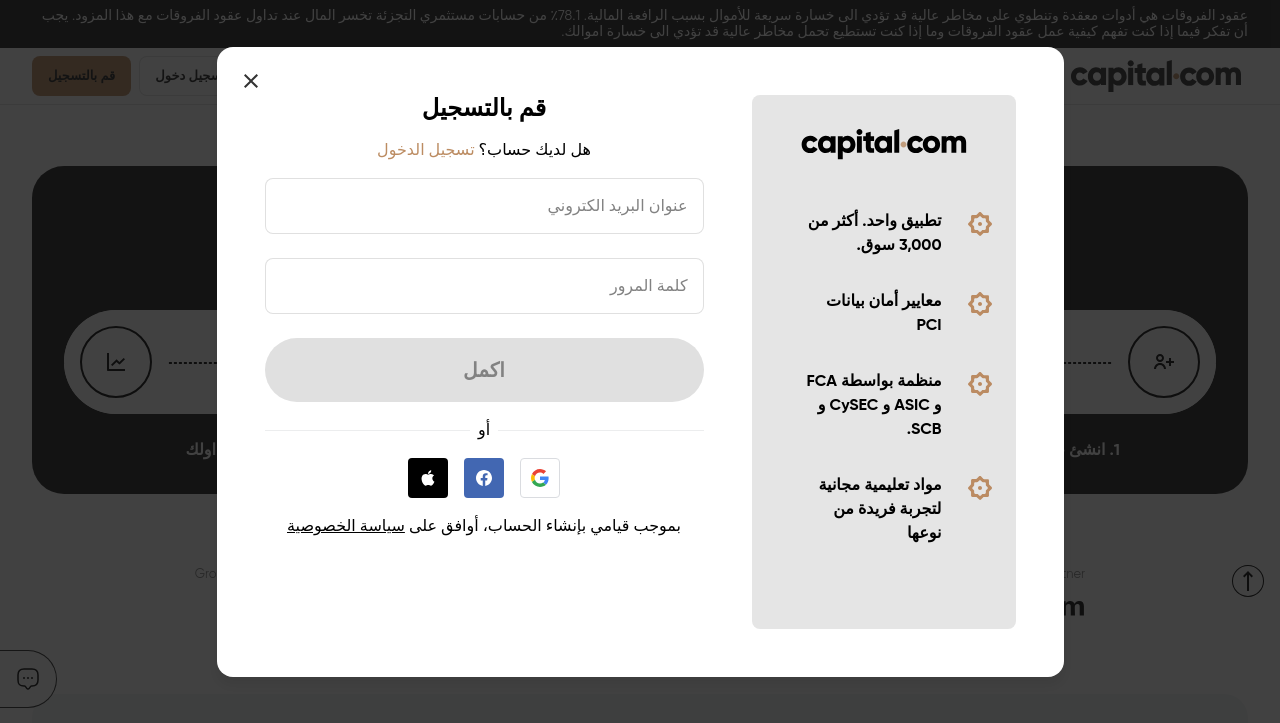 عقود الفروقات هي أدوات معقدة وتنطوي على مخاطر عالية قد تؤدي الى خسارة سريعة للأموال بسبب الرافعة المالية. 78.1٪ من حسابات مستثمري التجزئة تخسر المال عند تداول عقود الفروقات مع هذا المزود. يجب
أن تفكر فيما إذا كنت تفهم كيفية عمل عقود الفروقات وما إذا كنت تستطيع تحمل مخاطر عالية قد تؤدي الى خسارة اموالك.
capital.com
تسجيل دخول
قم بالتسجيل
capital.com
تطبيق واحد. أكثر من
3,000 سوق.
معايير أمان بيانات
PCI
منظمة بواسطة FCA
و ASIC و CySEC و
SCB.
مواد تعليمية مجانية
لتجربة فريدة من
نوعها
قم بالتسجيل
هل لديك حساب؟ تسجيل الدخول
عنوان البريد الكتروني
كلمة المرور
اكمل
أو
بموجب قيامي بإنشاء الحساب، أوافق على سياسة الخصوصية
1. انشئ